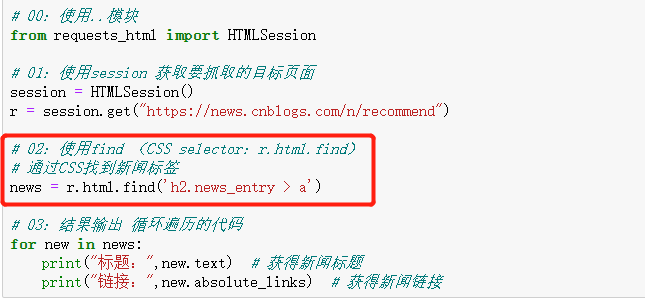 # 00: 使用..模块
from requests_html import HTMLSession
# 01: 使用session 获取要抓取的目标页面
session = HTMLSession()
r = session.get("https://news.cnblogs.com/n/recommend")
# 02: 使用find （CSS selector: r.html.find）
# 通过CSS找到新闻标签
news = r.html.find('h2.news_entry > a')
# 03: 结果输出 循环遍历的代码
for new in news:
    print("标题: ",new.text)  # 获得新闻标题
    print("链接: ",new.absolute_links)  # 获得新闻链接